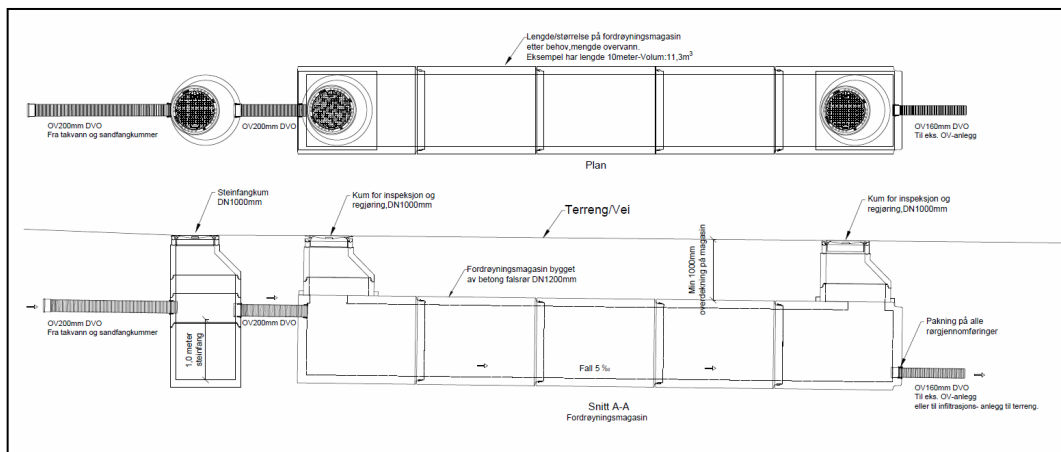 Lengde/størrelse på fordrøyningsmagasin
etter behov,mengde overvann.
Eksempel har lengde 10meter-Volum:11,3m³
OV200mm DVO
Fra takvann og sandfangkummer
OV200mm DVO
OV160mm DVO
Til eks. OV-anlegg
Plan
Steinfangkum
DN1000mm
Kum for inspeksjon og
regjøring,DN1000mm
Terreng/Vei
Kum for inspeksjon og
regjøring,DN1000mm
Fordrøyningsmagasin bygget
av betong falsrør DN1200mm
Min 1000mm
overdekning på magasin
OV200mm DVO
Fra takvann og sandfangkummer
OV200mm DVO
1,0 meter
steinfang
Fall 5 ‰
Pakning på alle
rørgjennomføringer
OV160mm DVO
Til eks. OV-anlegg
eller til infiltrasjons- anlegg til terreng.
Snitt A-A
Fordrøyningsmagasin